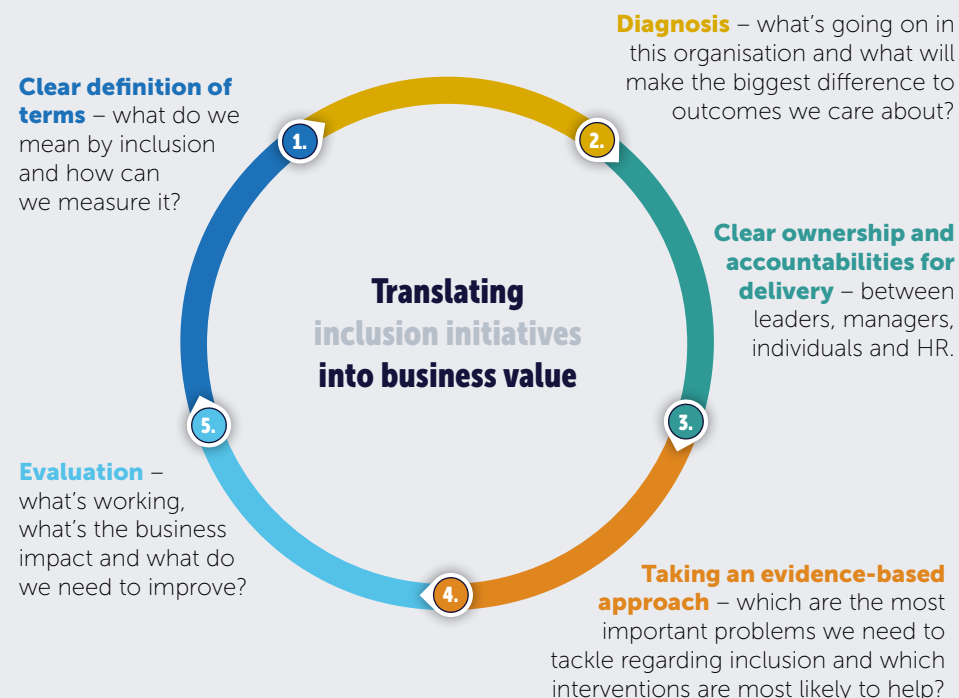 Clear definition of
terms – what do we
mean by inclusion
and how can
we measure it?
1.
Diagnosis – what’s going on in
this organisation and what will
make the biggest difference to
outcomes we care about?
2.
Clear ownership and
accountabilities for
delivery – between
leaders, managers,
individuals and HR.
3.
Translating
inclusion initiatives
into business value
Taking an evidence-based
approach – which are the most
important problems we need to
tackle regarding inclusion and which
interventions are most likely to help?
4.
Evaluation –
what’s working,
what’s the business
impact and what do
we need to improve?
5.